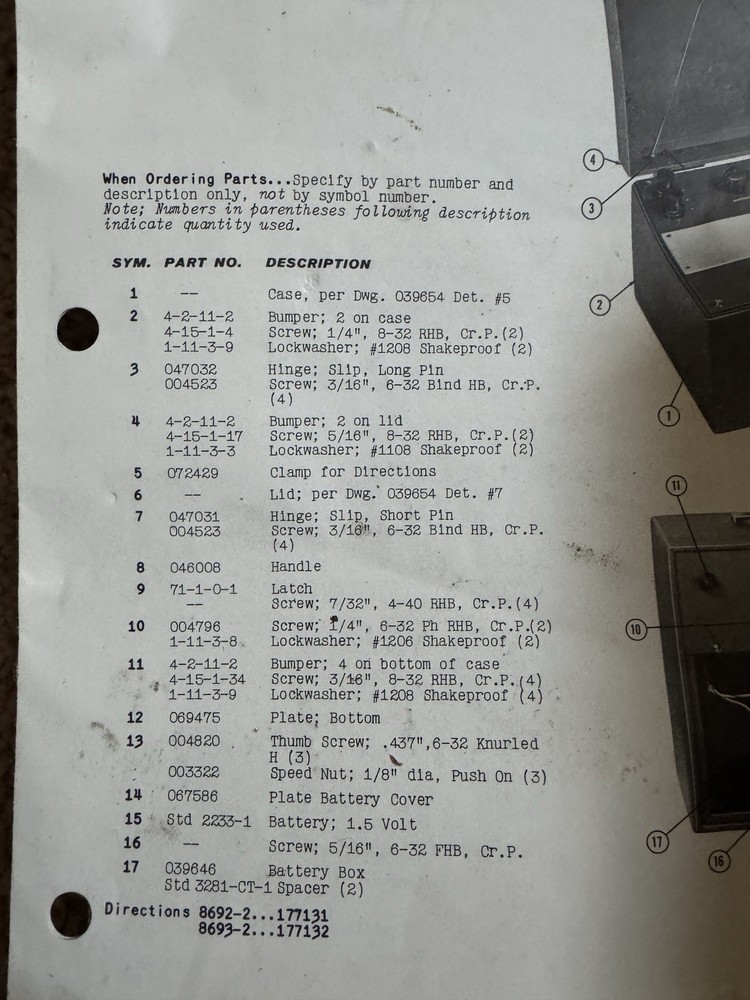 When Ordering Parts...Specify by part number and
description only, not by symbol number.
Note; Numbers in parentheses following description
indicate quantity used.
SYM. PART NO. DESCRIPTION
1 -- Case, per Dwg. 039654 Det. #5
2 4-2-11-2 Bumper; 2 on case
4-15-1-4 Screw; 1/4", 8-32 RHB, Cr.P.(2)
1-11-3-9 Lockwasher; #1208 Shakeproof (2)
3 047032 Hinge; Slip, Long Pin
004523 Screw; 3/16", 6-32 Bind HB, Cr.P.
(4)
4 4-2-11-2 Bumper; 2 on lid
4-15-1-17 Screw; 5/16", 8-32 RHB, Cr.P.(2)
1-11-3-3 Lockwasher; #1108 Shakeproof (2)
5 072429 Clamp for Directions
6 -- Lid; per Dwg. 039654 Det. #7
7 047031 Hinge; Slip, Short Pin
004523 Screw; 3/16", 6-32 Bind HB, Cr.P.
(4)
8 046008 Handle
9 71-1-0-1 Latch
-- Screw; 7/32", 4-40 RHB, Cr.P.(4)
10 004796 Screw; 1/4", 6-32 Ph RHB, Cr.P.(2)
1-11-3-8 Lockwasher; #1206 Shakeproof (2)
11 4-2-11-2 Bumper; 4 on bottom of case
4-15-1-34 Screw; 3/16", 8-32 RHB, Cr.P.(4)
1-11-3-9 Lockwasher; #1208 Shakeproof (4)
12 069475 Plate; Bottom
13 004820 Thumb Screw; .437",6-32 Knurled
H (3)
003322 Speed Nut; 1/8" dia, Push On (3)
14 067586 Plate Battery Cover
15 Std 2233-1 Battery; 1.5 Volt
16 -- Screw; 5/16", 6-32 FHB, Cr.P.
17 039646 Battery Box
Std 3281-CT-1 Spacer (2)
Directions 8692-2...177131
8693-2...177132
4
3
2
1
11
10
17
16